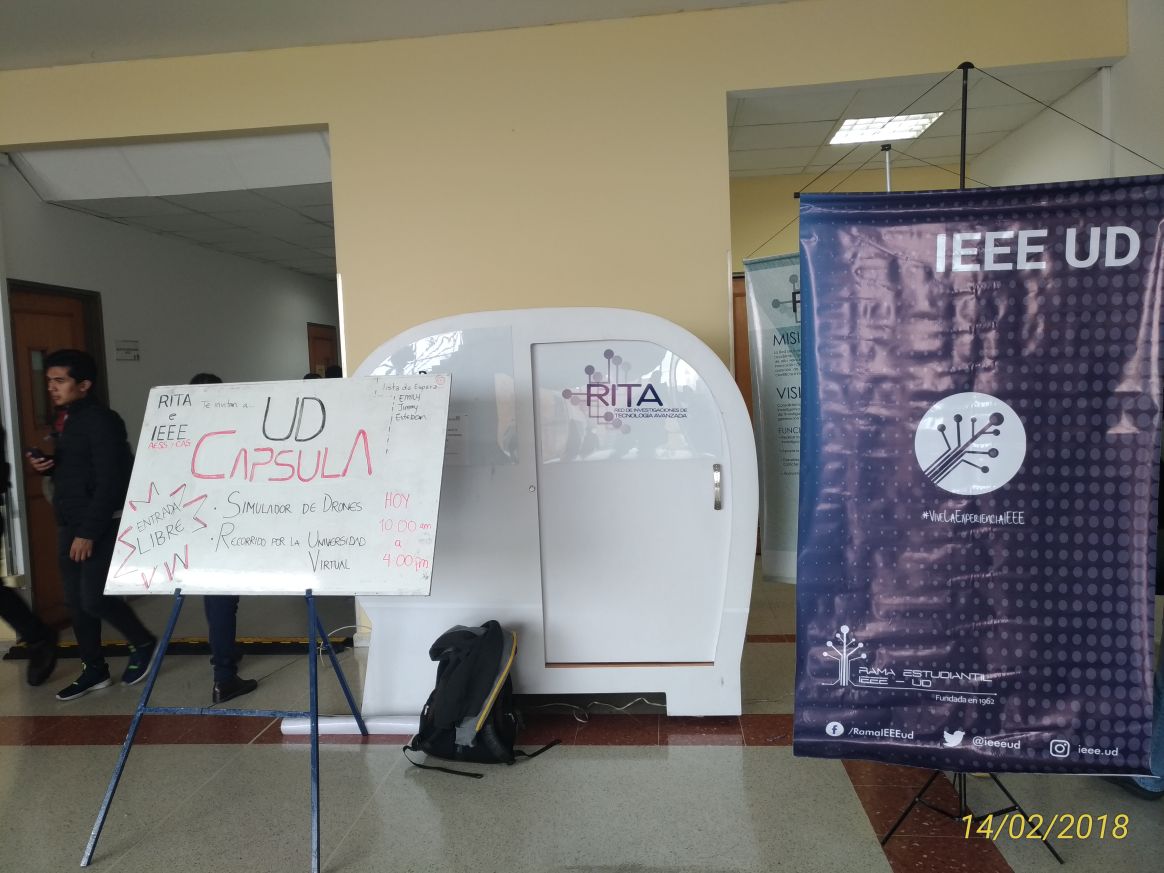 RITA
e
IEEE
AESS Y CAS
Te invitan a...
UD
CAPSULA
Lista de Espera
Emily
Jimmy
Esteban
ENTRADA
LIBRE
· SIMULADOR DE DRONES
· RECORRIDO POR LA UNIVERSIDAD
VIRTUAL
HOY
10:00 am
a
4:00 pm
RITA
RED DE INVESTIGACIONES DE
TECNOLOGÍA AVANZADA
IEEE UD
#VIVELAEXPERIENCIAIEEE
RAMA ESTUDIANTIL
IEEE - UD
Fundada en 1962
/RamaIEEEud
@ieeeud
ieee.ud
14/02/2018